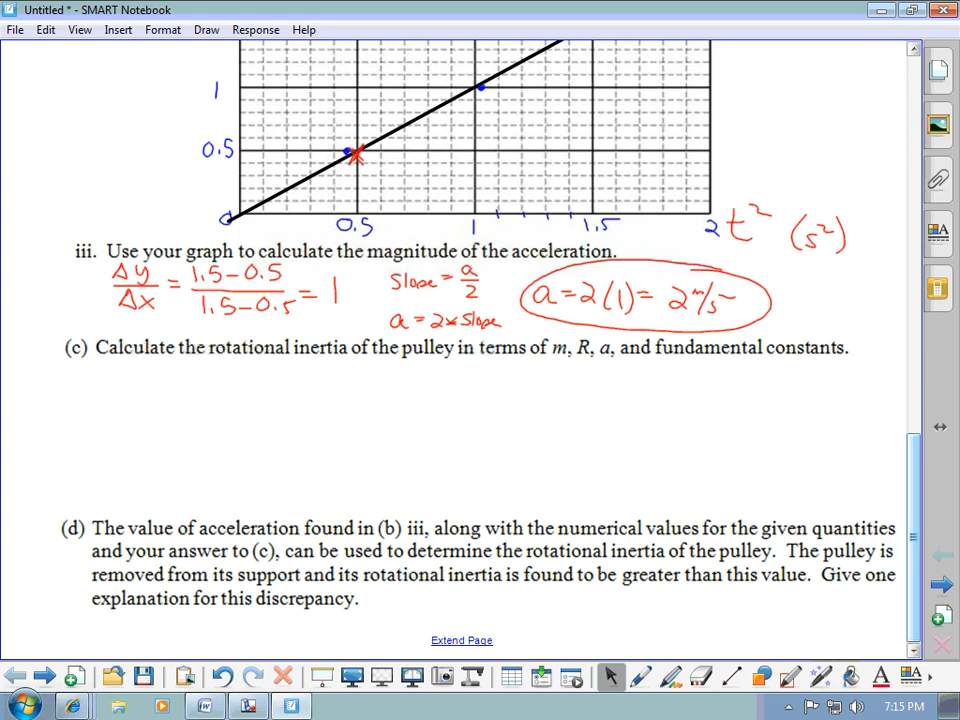 Untitled * - SMART Notebook
File Edit View Insert Format Draw Response Help
1
0.5
0
0.5 1 1.5 2 t² (s²)
iii. Use your graph to calculate the magnitude of the acceleration.
Δy/Δx = 1.5-0.5/1.5-0.5 = 1
Slope = a/2
a = 2×Slope
a = 2(1) = 2 m/s
(c) Calculate the rotational inertia of the pulley in terms of m, R, a, and fundamental constants.
(d) The value of acceleration found in (b) iii, along with the numerical values for the given quantities
and your answer to (c), can be used to determine the rotational inertia of the pulley. The pulley is
removed from its support and its rotational inertia is found to be greater than this value. Give one
explanation for this discrepancy.
Extend Page
7:15 PM